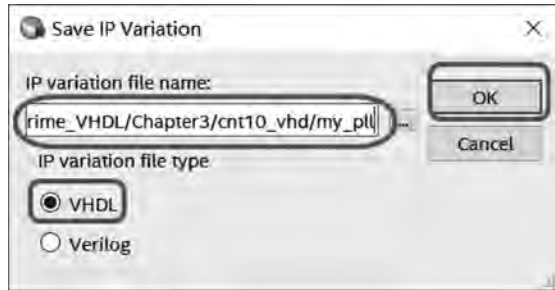 Save IP Variation
IP variation file name:
rime_VHDL/Chapter3/cnt10_vhd/my_pll
...
OK
Cancel
IP variation file type
VHDL
Verilog